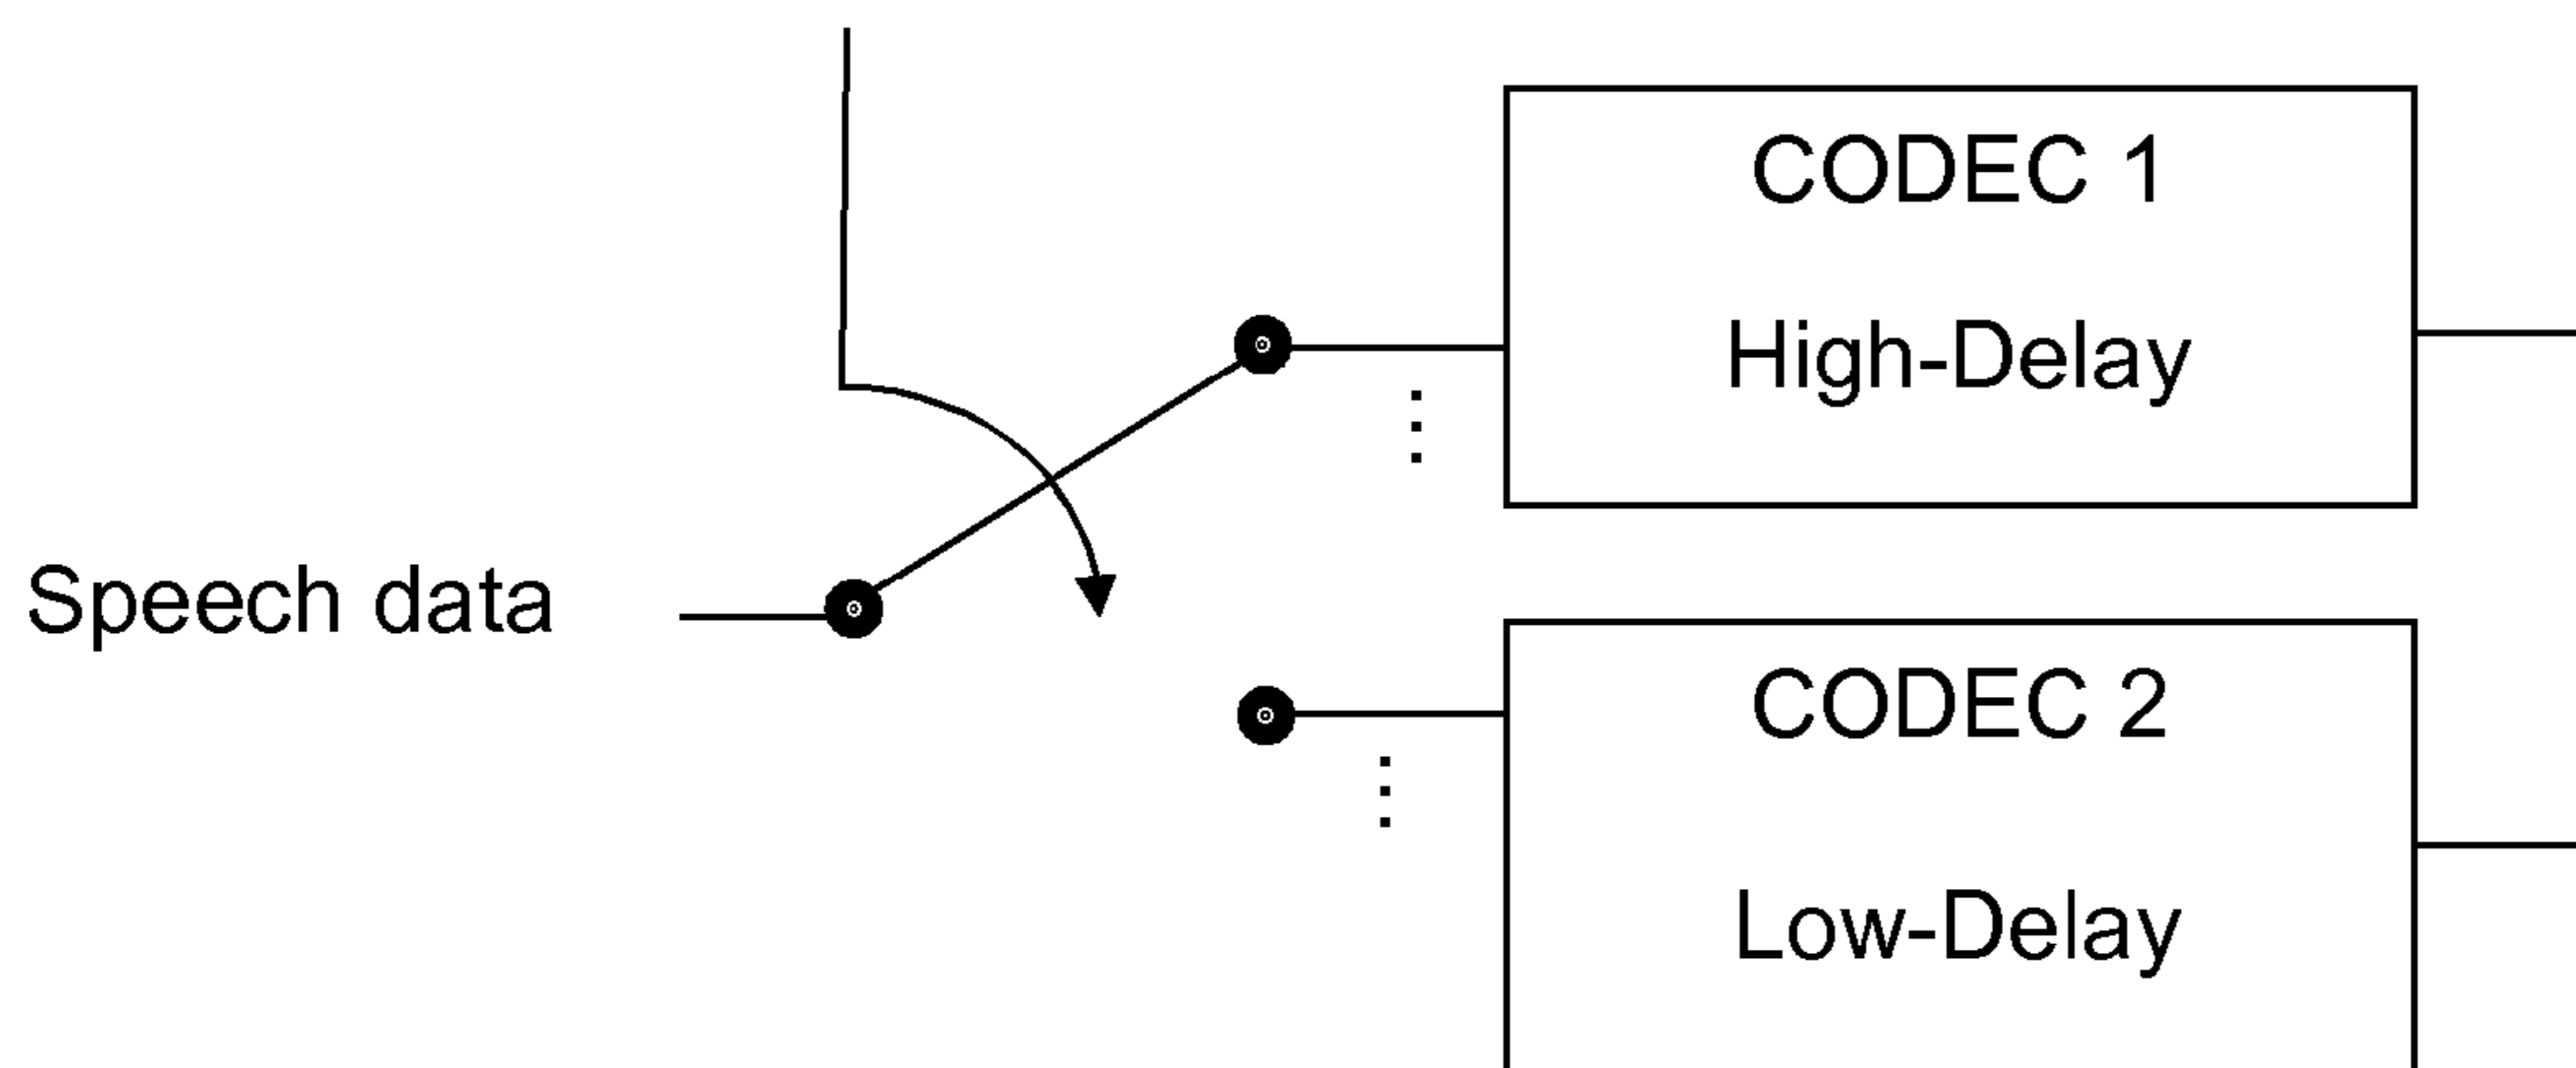 CODEC 1
High-Delay
Speech data
CODEC 2
Low-Delay